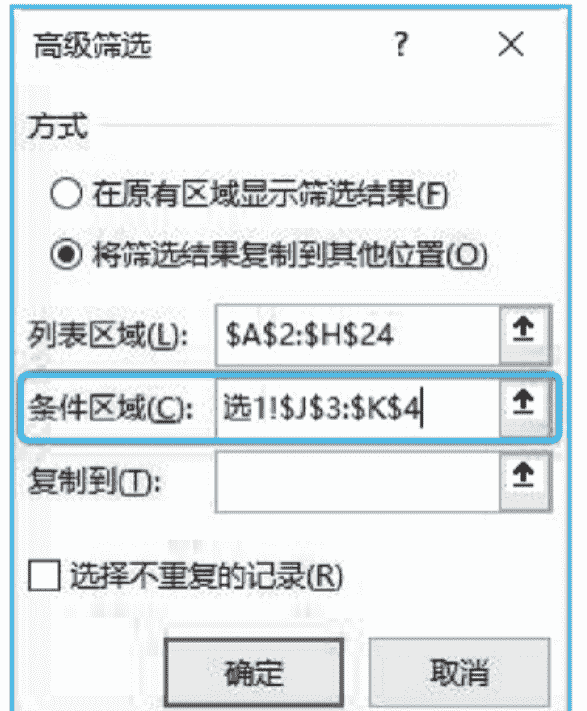 高级筛选 ?
方式
在原有区域显示筛选结果(F)
将筛选结果复制到其他位置(O)
列表区域(L): $A$2:$H$24
条件区域(C): 选1!$J$3:$K$4
复制到(T):
选择不重复的记录(R)
确定 取消